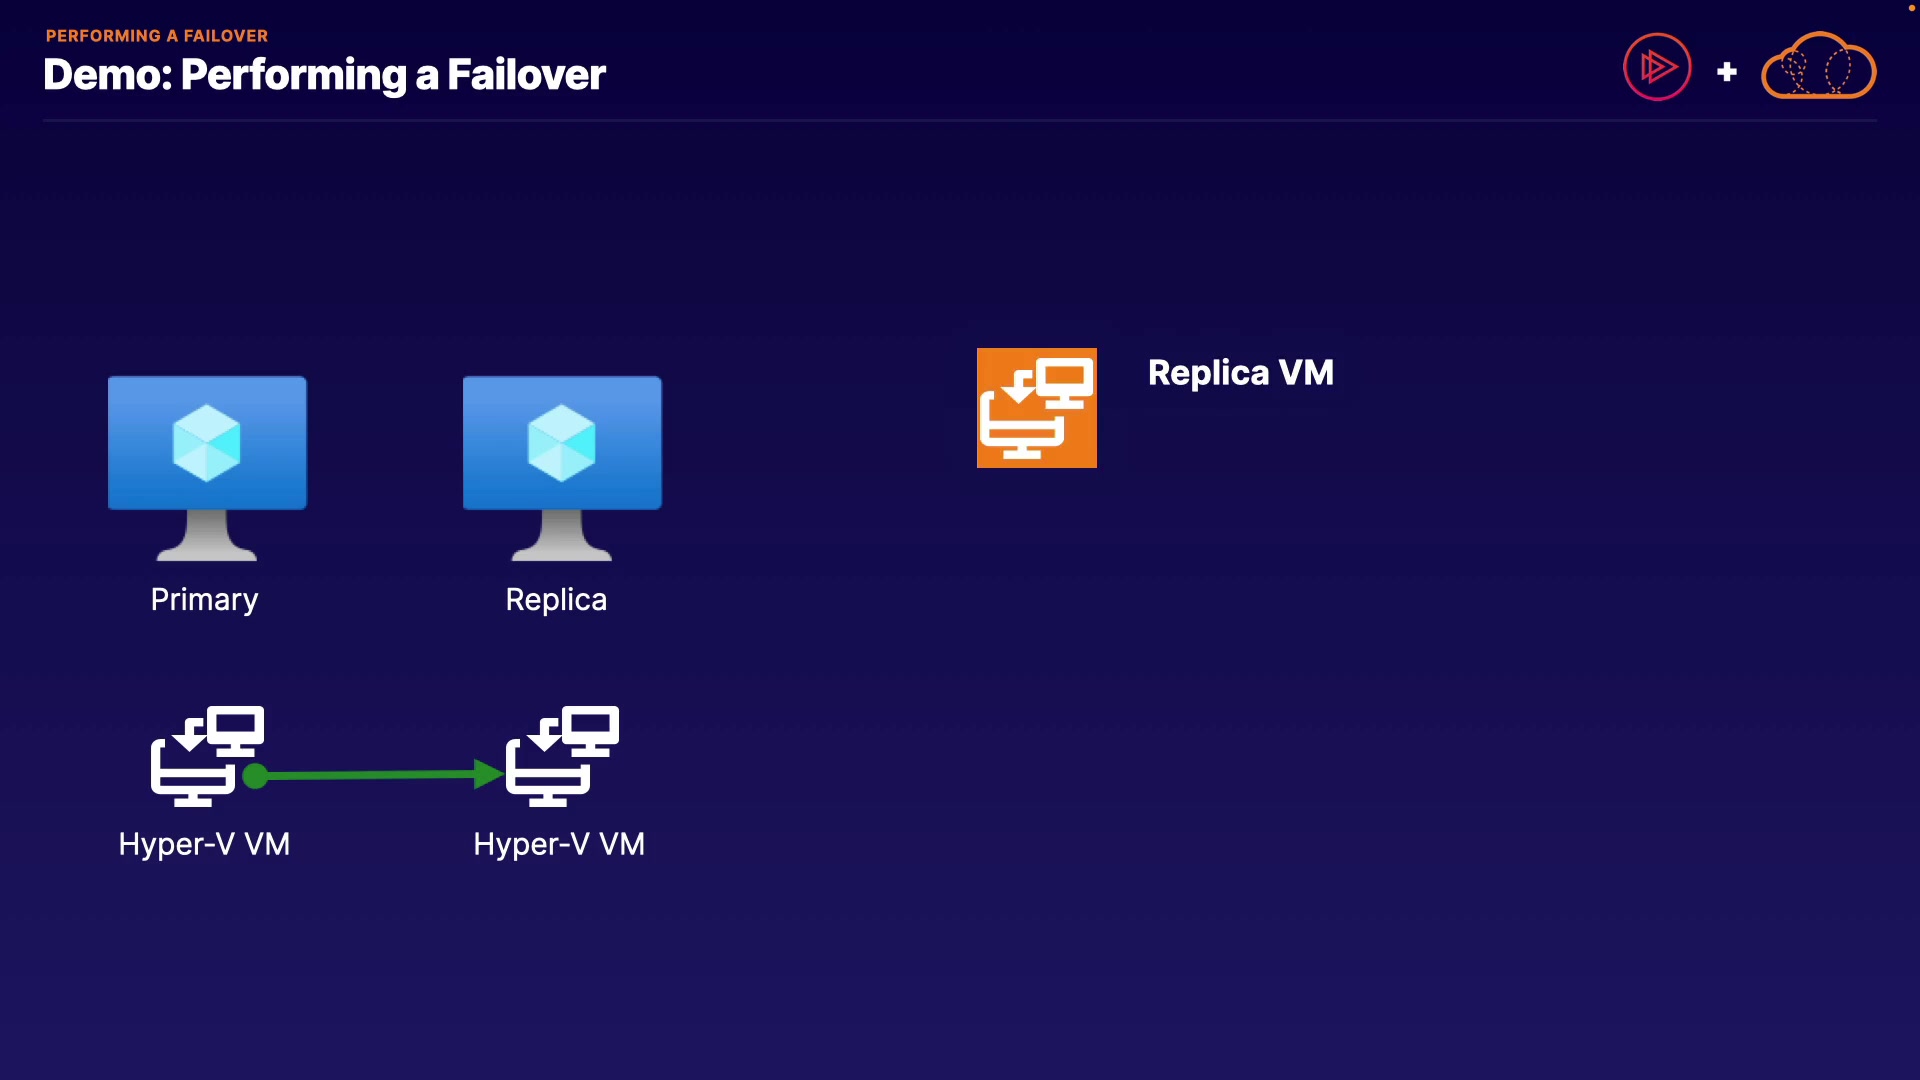 PERFORMING A FAILOVER
Demo: Performing a Failover
Replica VM
Primary
Replica
Hyper-V VM
Hyper-V VM